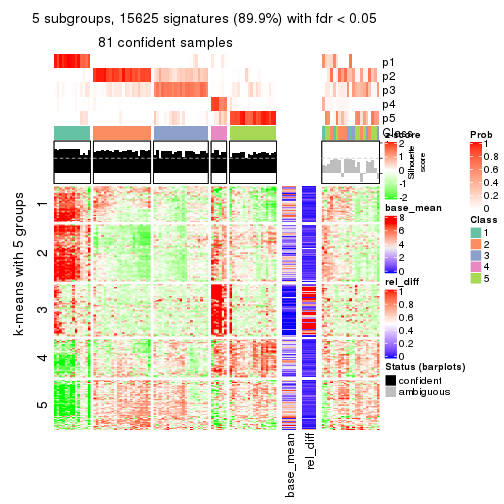 5 subgroups, 15625 signatures (89.9%) with fdr < 0.05
81 confident samples
p1
p2
p3
p4
p5
Class
1
0.5
0
Silhouette
score
k-means with 5 groups
1
2
3
4
5
base_mean
rel_diff
z-score
2
1
0
-1
-2
base_mean
8
6
4
2
0
rel_diff
1
0.8
0.6
0.4
0.2
0
Status (barplots)
confident
ambiguous
Prob
1
0.8
0.6
0.4
0.2
0
Class
1
2
3
4
5